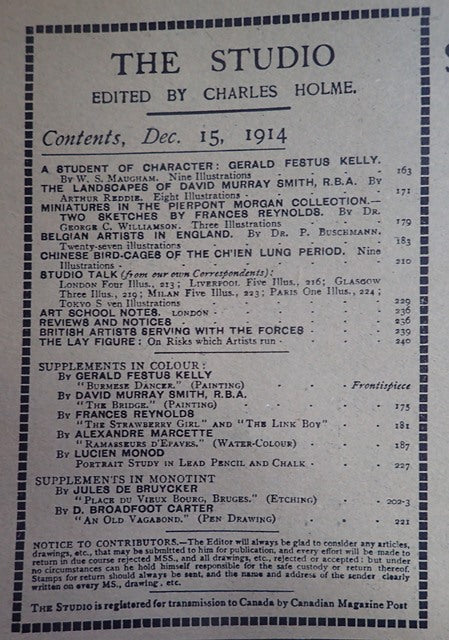 THE STUDIO
EDITED BY CHARLES HOLME.
Contents, Dec. 15, 1914
A STUDENT OF CHARACTER: GERALD FESTUS KELLY.
By W. S. Maugham. Nine Illustrations 163
THE LANDSCAPES OF DAVID MURRAY SMITH, R.B.A. By
Arthur Reddie. Eight Illustrations 171
MINIATURES IN THE PIERPONT MORGAN COLLECTION.—
TWO SKETCHES BY FRANCES REYNOLDS. By Dr.
George C. Williamson. Three Illustrations 179
BELGIAN ARTISTS IN ENGLAND. By Dr. P. Buschmann.
Twenty-seven illustrations 183
CHINESE BIRD-CAGES OF THE CH'IEN LUNG PERIOD. Nine
Illustrations 210
STUDIO TALK (from our own Correspondents):
London Four Illus., 213; Liverpool Five Illus., 216; Glasgow
Three Illus., 219; Milan Five Illus., 223; Paris One Illus., 224;
Tokyo S ven Illustrations 229
ART SCHOOL NOTES. London 236
REVIEWS AND NOTICES 236
BRITISH ARTISTS SERVING WITH THE FORCES 239
THE LAY FIGURE: On Risks which Artists run 240
SUPPLEMENTS IN COLOUR:
By GERALD FESTUS KELLY
"Burmese Dancer." (Painting) Frontispiece
By DAVID MURRAY SMITH, R.B.A.
"The Bridge." (Painting) 175
By FRANCES REYNOLDS
"The Strawberry Girl" and "The Link Boy" 181
By ALEXANDRE MARCETTE
"Ramasseurs d'Epaves." (Water-Colour) 187
By LUCIEN MONOD
Portrait Study in Lead Pencil and Chalk 227
SUPPLEMENTS IN MONOTINT
By JULES DE BRUYCKER
"Place du Vieux Bourg, Bruges." (Etching) 202-3
By D. BROADFOOT CARTER
"An Old Vagabond." (Pen Drawing) 221
NOTICE TO CONTRIBUTORS.—The Editor will always be glad to consider any articles,
drawings, etc., that may be submitted to him for publication, and every effort will be made to
return in due course rejected MSS., and all drawings, etc., rejected or accepted: but under
no circumstances can he hold himself responsible for the safe custody or return thereof.
Stamps for return should always be sent, and the name and address of the sender clearly
written on every MS., drawing, etc.
The Studio is registered for transmission to Canada by Canadian Magazine Post